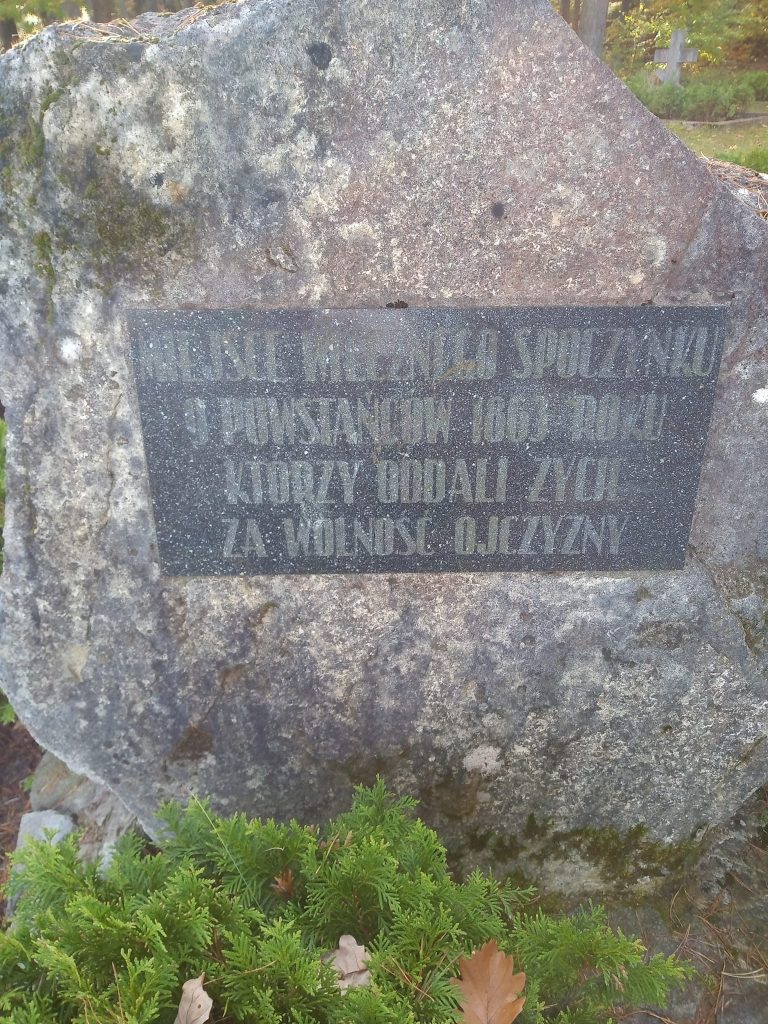 MIEJSCE WIECZNEGO SPOCZYNKU
9 POWSTAŃCÓW 1863 ROKU
KTÓRZY ODDALI ŻYCIE
ZA WOLNOŚĆ OJCZYZNY